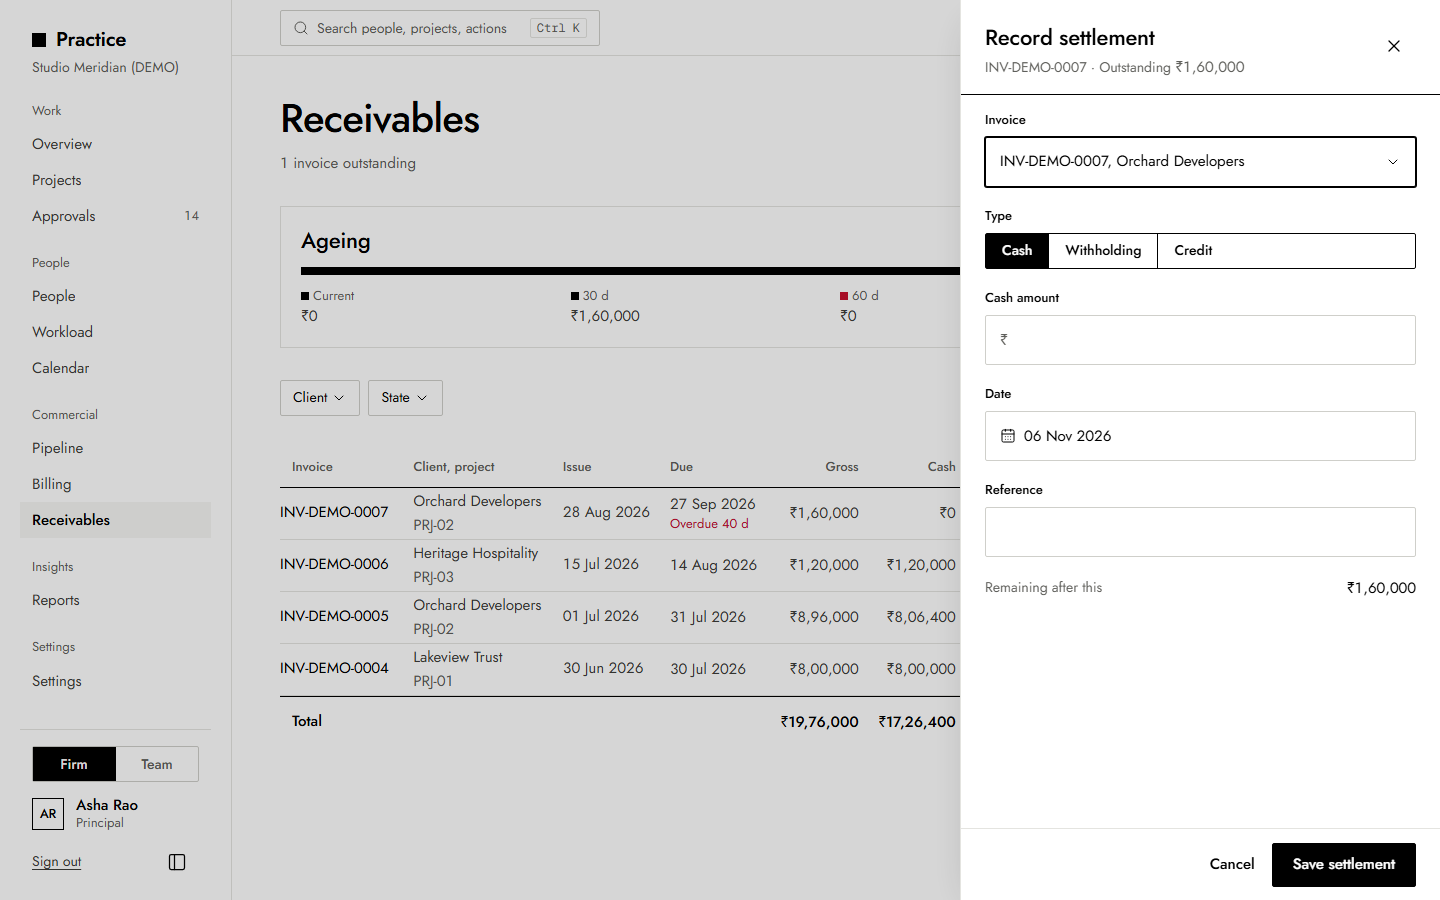 Practice
Studio Meridian (DEMO)
Work
Overview
Projects
Approvals 14
People
People
Workload
Calendar
Commercial
Pipeline
Billing
Receivables
Insights
Reports
Settings
Settings
Firm Team
AR
Asha Rao
Principal
Sign out
Search people, projects, actions Ctrl K
Receivables
1 invoice outstanding
Ageing
Current 30 d 60 d
₹0 ₹1,60,000 ₹0
Client State
Invoice Client, project Issue Due Gross Cash
INV-DEMO-0007 Orchard Developers PRJ-02 28 Aug 2026 27 Sep 2026 Overdue 40 d ₹1,60,000 ₹0
INV-DEMO-0006 Heritage Hospitality PRJ-03 15 Jul 2026 14 Aug 2026 ₹1,20,000 ₹1,20,000
INV-DEMO-0005 Orchard Developers PRJ-02 01 Jul 2026 31 Jul 2026 ₹8,96,000 ₹8,06,400
INV-DEMO-0004 Lakeview Trust PRJ-01 30 Jun 2026 30 Jul 2026 ₹8,00,000 ₹8,00,000
Total ₹19,76,000 ₹17,26,400
Record settlement
INV-DEMO-0007 · Outstanding ₹1,60,000
Invoice
INV-DEMO-0007, Orchard Developers
Type
Cash Withholding Credit
Cash amount
₹
Date
06 Nov 2026
Reference
Remaining after this ₹1,60,000
Cancel Save settlement